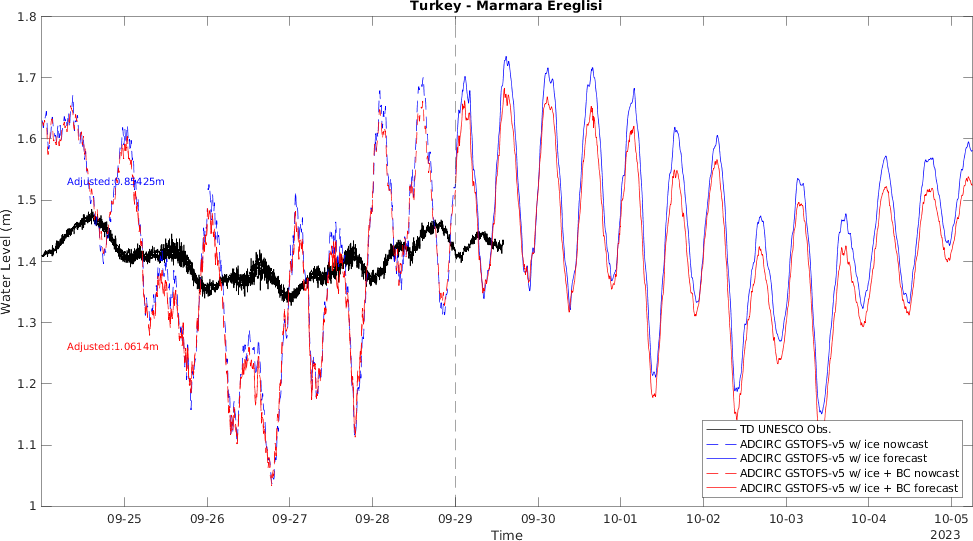 Turkey - Marmara Ereglisi
1.8
1.7
1.6
1.5
1.4
1.3
1.2
1.1
1
Water Level (m)
Adjusted:0.85425m
Adjusted:1.0614m
TD UNESCO Obs.
ADCIRC GSTOFS-v5 w/ ice nowcast
ADCIRC GSTOFS-v5 w/ ice forecast
ADCIRC GSTOFS-v5 w/ ice + BC nowcast
ADCIRC GSTOFS-v5 w/ ice + BC forecast
09-25 09-26 09-27 09-28 09-29 09-30 10-01 10-02 10-03 10-04 10-05
2023
Time